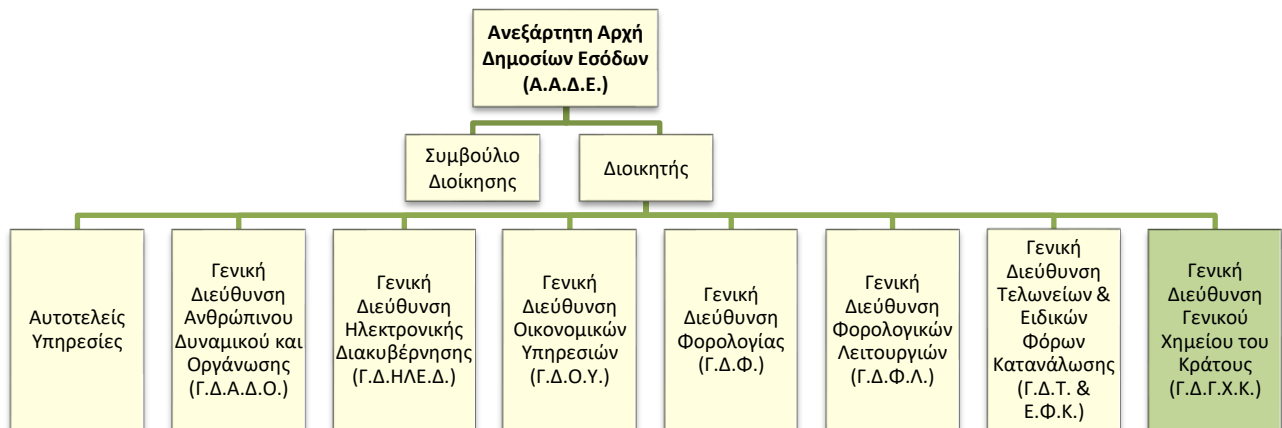 Ανεξάρτητη Αρχή
Δημοσίων Εσόδων
(Α.Α.Δ.Ε.)
Συμβούλιο
Διοίκησης
Διοικητής
Αυτοτελείς
Υπηρεσίες
Γενική
Διεύθυνση
Ανθρώπινου
Δυναμικού και
Οργάνωσης
(Γ.Δ.Α.Δ.Ο.)
Γενική
Διεύθυνση
Ηλεκτρονικής
Διακυβέρνησης
(Γ.Δ.ΗΛΕ.Δ.)
Γενική
Διεύθυνση
Οικονομικών
Υπηρεσιών
(Γ.Δ.Ο.Υ.)
Γενική
Διεύθυνση
Φορολογίας
(Γ.Δ.Φ.)
Γενική
Διεύθυνση
Φορολογικών
Λειτουργιών
(Γ.Δ.Φ.Λ.)
Γενική
Διεύθυνση
Τελωνείων &
Ειδικών
Φόρων
Κατανάλωσης
(Γ.Δ.Τ. &
Ε.Φ.Κ.)
Γενική
Διεύθυνση
Γενικού
Χημείου του
Κράτους
(Γ.Δ.Γ.Χ.Κ.)